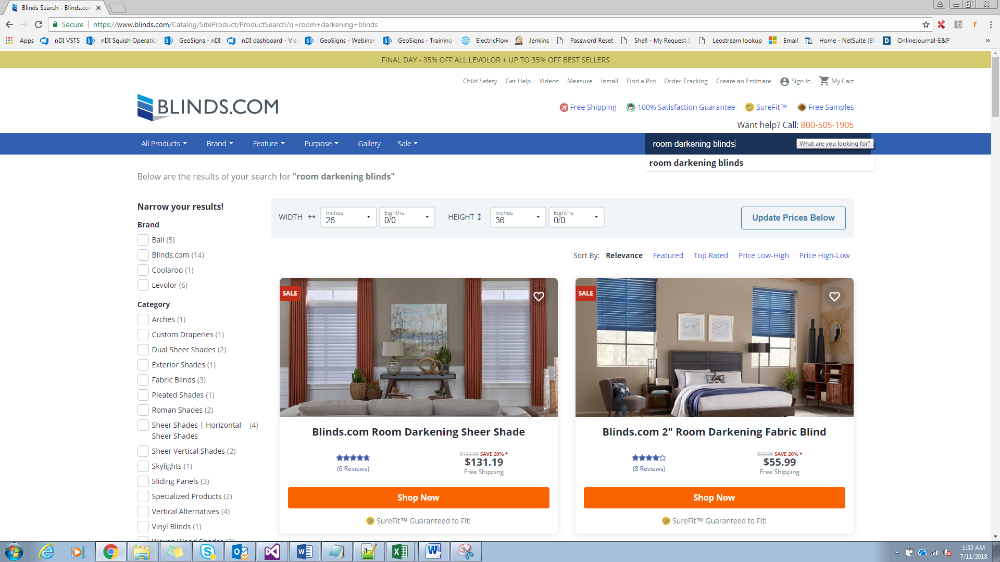 Blinds Search - Blinds.con
Secure
https://www.blinds.com/Catalog/SiteProduct/ProductSearch?q=room+darkening+blinds
Apps
nDI VSTS
nDI Squish Operatio
GeoSigns - nDI
nDI dashboard - Visu
GeoSigns - Webinar
GeoSigns - Training
ElectricFlow
Jenkins
Password Reset
Shell - My Request S
Leostream lookup
Email
Home - NetSuite (Bl
OnlineJournal-E&P
»
FINAL DAY - 35% OFF ALL LEVOLOR + UP TO 35% OFF BEST SELLERS
Child Safety
Get Help
Videos
Measure
Install
Find a Pro
Order Tracking
Create an Estimate
Sign In
My Cart
BLINDS.COM
Free Shipping
100% Satisfaction Guarantee
SureFit™
Free Samples
Want help? Call: 800-505-1905
All Products
Brand
Feature
Purpose
Gallery
Sale
room darkening blinds
What are you looking for?
room darkening blinds
Below are the results of your search for "room darkening blinds"
Narrow your results!
Brand
Bali (5)
Blinds.com (14)
Coolaroo (1)
Levolor (6)
Category
Arches (1)
Custom Draperies (1)
Dual Sheer Shades (2)
Exterior Shades (1)
Fabric Blinds (3)
Pleated Shades (1)
Roman Shades (2)
Sheer Shades | Horizontal (4)
Sheer Shades
Sheer Vertical Shades (2)
Skylights (1)
Sliding Panels (3)
Specialized Products (2)
Vertical Alternatives (4)
Vinyl Blinds (1)
WIDTH
Inches
26
Eighths
0/0
HEIGHT
Inches
36
Eighths
0/0
Update Prices Below
Sort By:
Relevance
Featured
Top Rated
Price Low-High
Price High-Low
SALE
Blinds.com Room Darkening Sheer Shade
(6 Reviews)
$163.99 SAVE 20% *
$131.19
Free Shipping
Shop Now
SureFit™ Guaranteed to Fit!
SALE
Blinds.com 2" Room Darkening Fabric Blind
(8 Reviews)
$69.99 SAVE 20% *
$55.99
Free Shipping
Shop Now
SureFit™ Guaranteed to Fit!
1:32 AM
7/11/2018